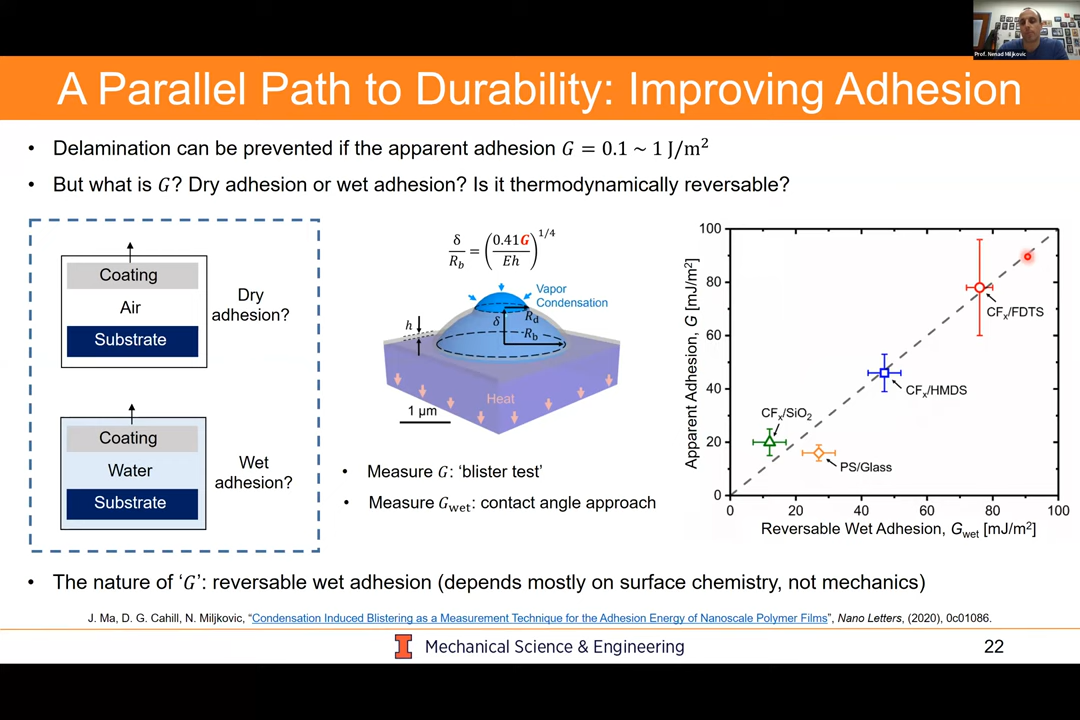 Prof. Nenad Miljkovic
A Parallel Path to Durability: Improving Adhesion
• Delamination can be prevented if the apparent adhesion G = 0.1 ~ 1 J/m²
• But what is G? Dry adhesion or wet adhesion? Is it thermodynamically reversable?
Coating
Air
Substrate
Dry
adhesion?
Coating
Water
Substrate
Wet
adhesion?
δ/R_b = (0.41G/Eh)^1/4
Vapor
Condensation
h
δ
R_d
R_b
Heat
1 μm
• Measure G: ‘blister test’
• Measure G_wet: contact angle approach
Apparent Adhesion, G [mJ/m²]
100
80
60
40
20
0
CFx/FDTS
CFx/HMDS
CFx/SiO₂
PS/Glass
0 20 40 60 80 100
Reversable Wet Adhesion, G_wet [mJ/m²]
• The nature of ‘G’: reversable wet adhesion (depends mostly on surface chemistry, not mechanics)
J. Ma, D. G. Cahill, N. Miljkovic, “Condensation Induced Blistering as a Measurement Technique for the Adhesion Energy of Nanoscale Polymer Films”, Nano Letters, (2020), 0c01086.
I Mechanical Science & Engineering
22